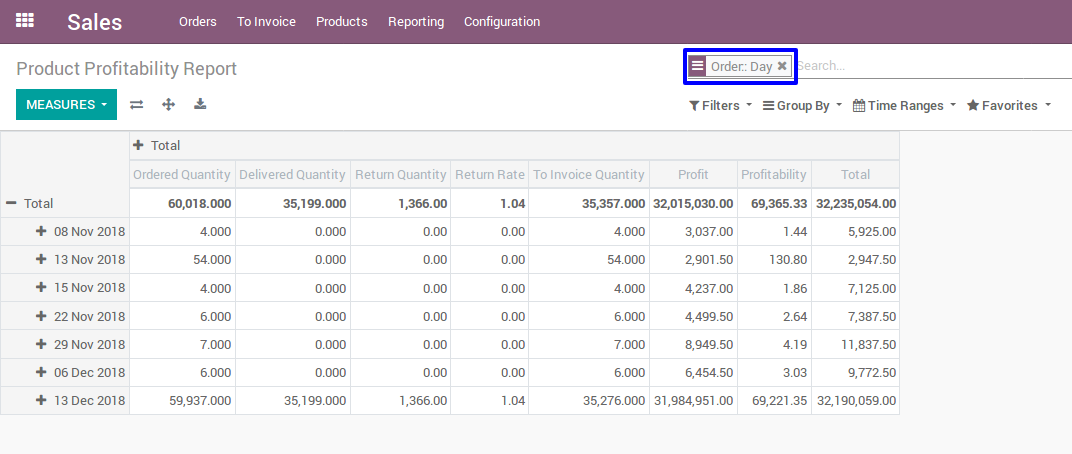 Sales Orders To Invoice Products Reporting Configuration
Product Profitability Report Order:: Day Search...
MEASURES Filters Group By Time Ranges Favorites
Total
Ordered Quantity Delivered Quantity Return Quantity Return Rate To Invoice Quantity Profit Profitability Total
Total 60,018.000 35,199.000 1,366.00 1.04 35,357.000 32,015,030.00 69,365.33 32,235,054.00
08 Nov 2018 4.000 0.000 0.00 0.00 4.000 3,037.00 1.44 5,925.00
13 Nov 2018 54.000 0.000 0.00 0.00 54.000 2,901.50 130.80 2,947.50
15 Nov 2018 4.000 0.000 0.00 0.00 4.000 4,237.00 1.86 7,125.00
22 Nov 2018 6.000 0.000 0.00 0.00 6.000 4,499.50 2.64 7,387.50
29 Nov 2018 7.000 0.000 0.00 0.00 7.000 8,949.50 4.19 11,837.50
06 Dec 2018 6.000 0.000 0.00 0.00 6.000 6,454.50 3.03 9,772.50
13 Dec 2018 59,937.000 35,199.000 1,366.00 1.04 35,276.000 31,984,951.00 69,221.35 32,190,059.00